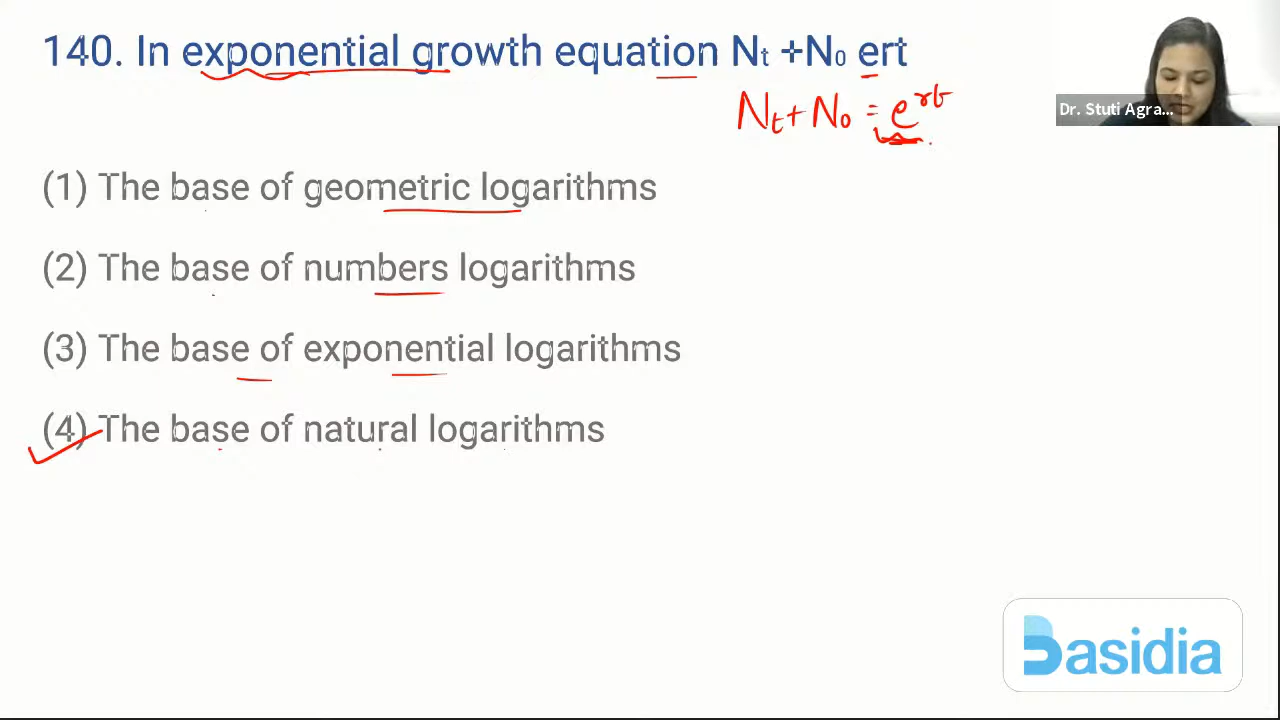 140. In exponential growth equation Nt +N0 ert
Nt + N0 = e^rt
Dr. Stuti Agra...
(1) The base of geometric logarithms
(2) The base of numbers logarithms
(3) The base of exponential logarithms
(4) The base of natural logarithms
Basidia